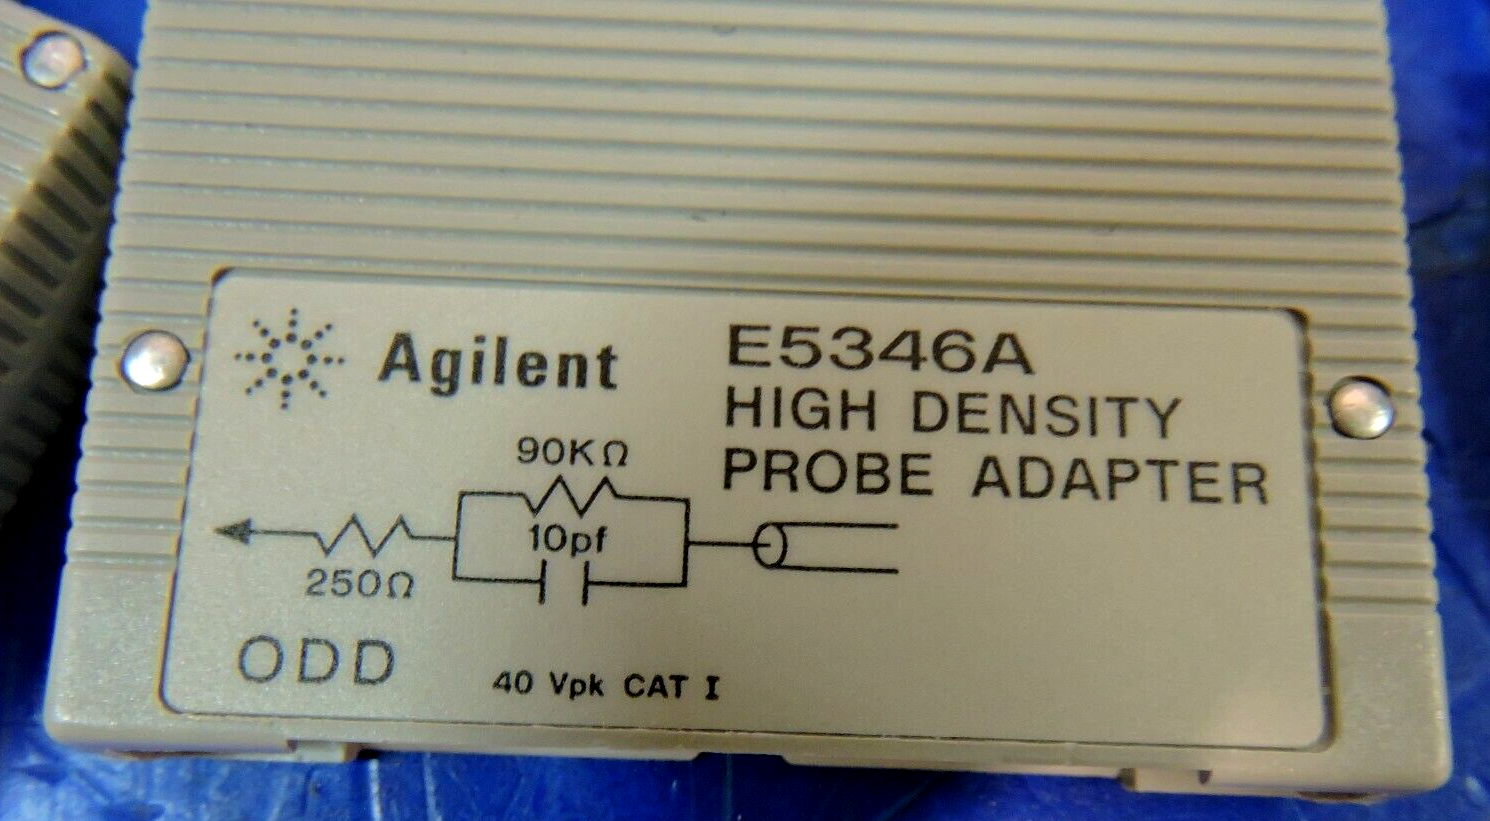 Agilent
E5346A
HIGH DENSITY
PROBE ADAPTER
90KΩ
10pf
250Ω
ODD
40 Vpk CAT I